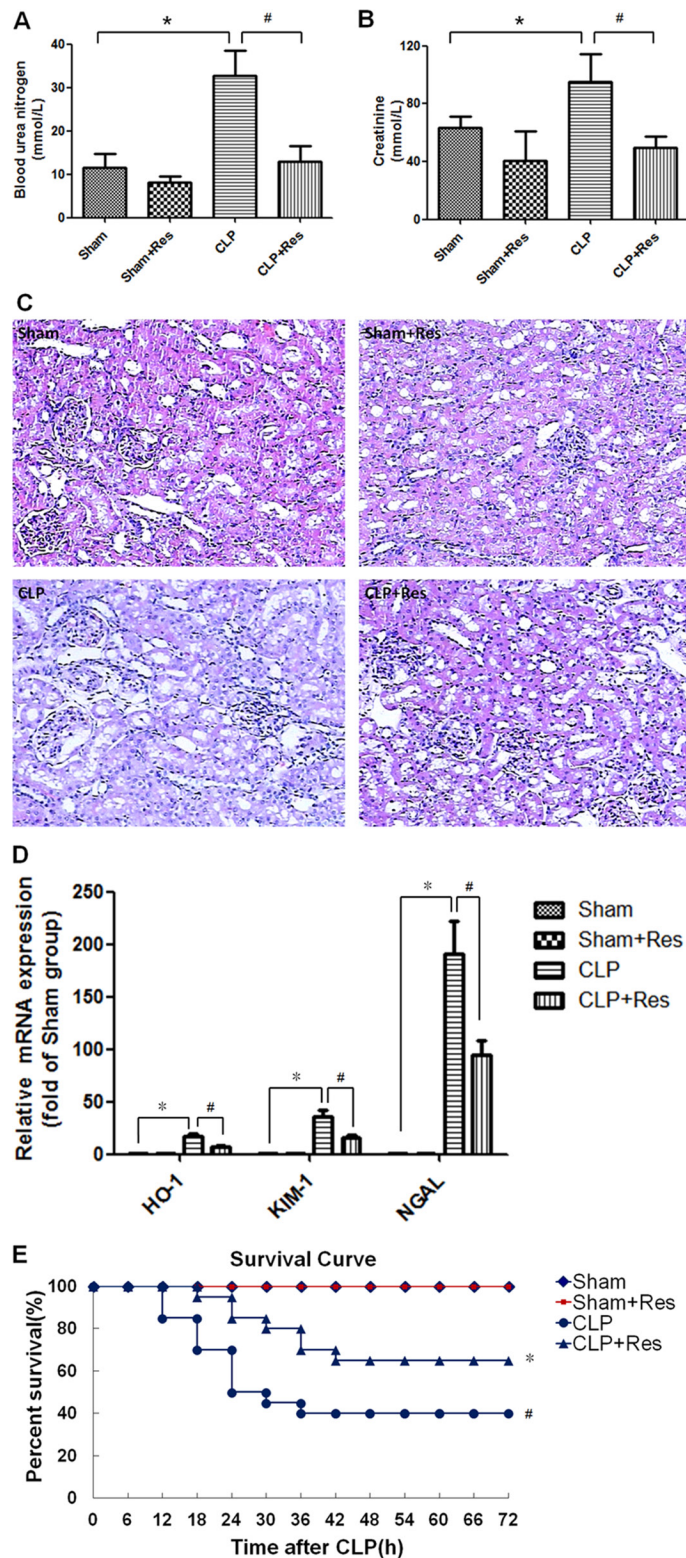 A
*
#
Blood urea nitrogen
(mmol/L)
40
30
20
10
0
Sham
Sham+Res
CLP
CLP+Res
B
*
#
Creatinine
(mmol/L)
120
80
40
0
Sham
Sham+Res
CLP
CLP+Res
C
Sham
Sham+Res
CLP
CLP+Res
D
Relative mRNA expression
(fold of Sham group)
250
200
150
100
50
0
*
#
*
#
*
#
HO-1
KIM-1
NGAL
Sham
Sham+Res
CLP
CLP+Res
E
Survival Curve
Percent survival(%)
100
80
60
40
20
0
0 6 12 18 24 30 36 42 48 54 60 66 72
Time after CLP(h)
*
#
Sham
Sham+Res
CLP
CLP+Res